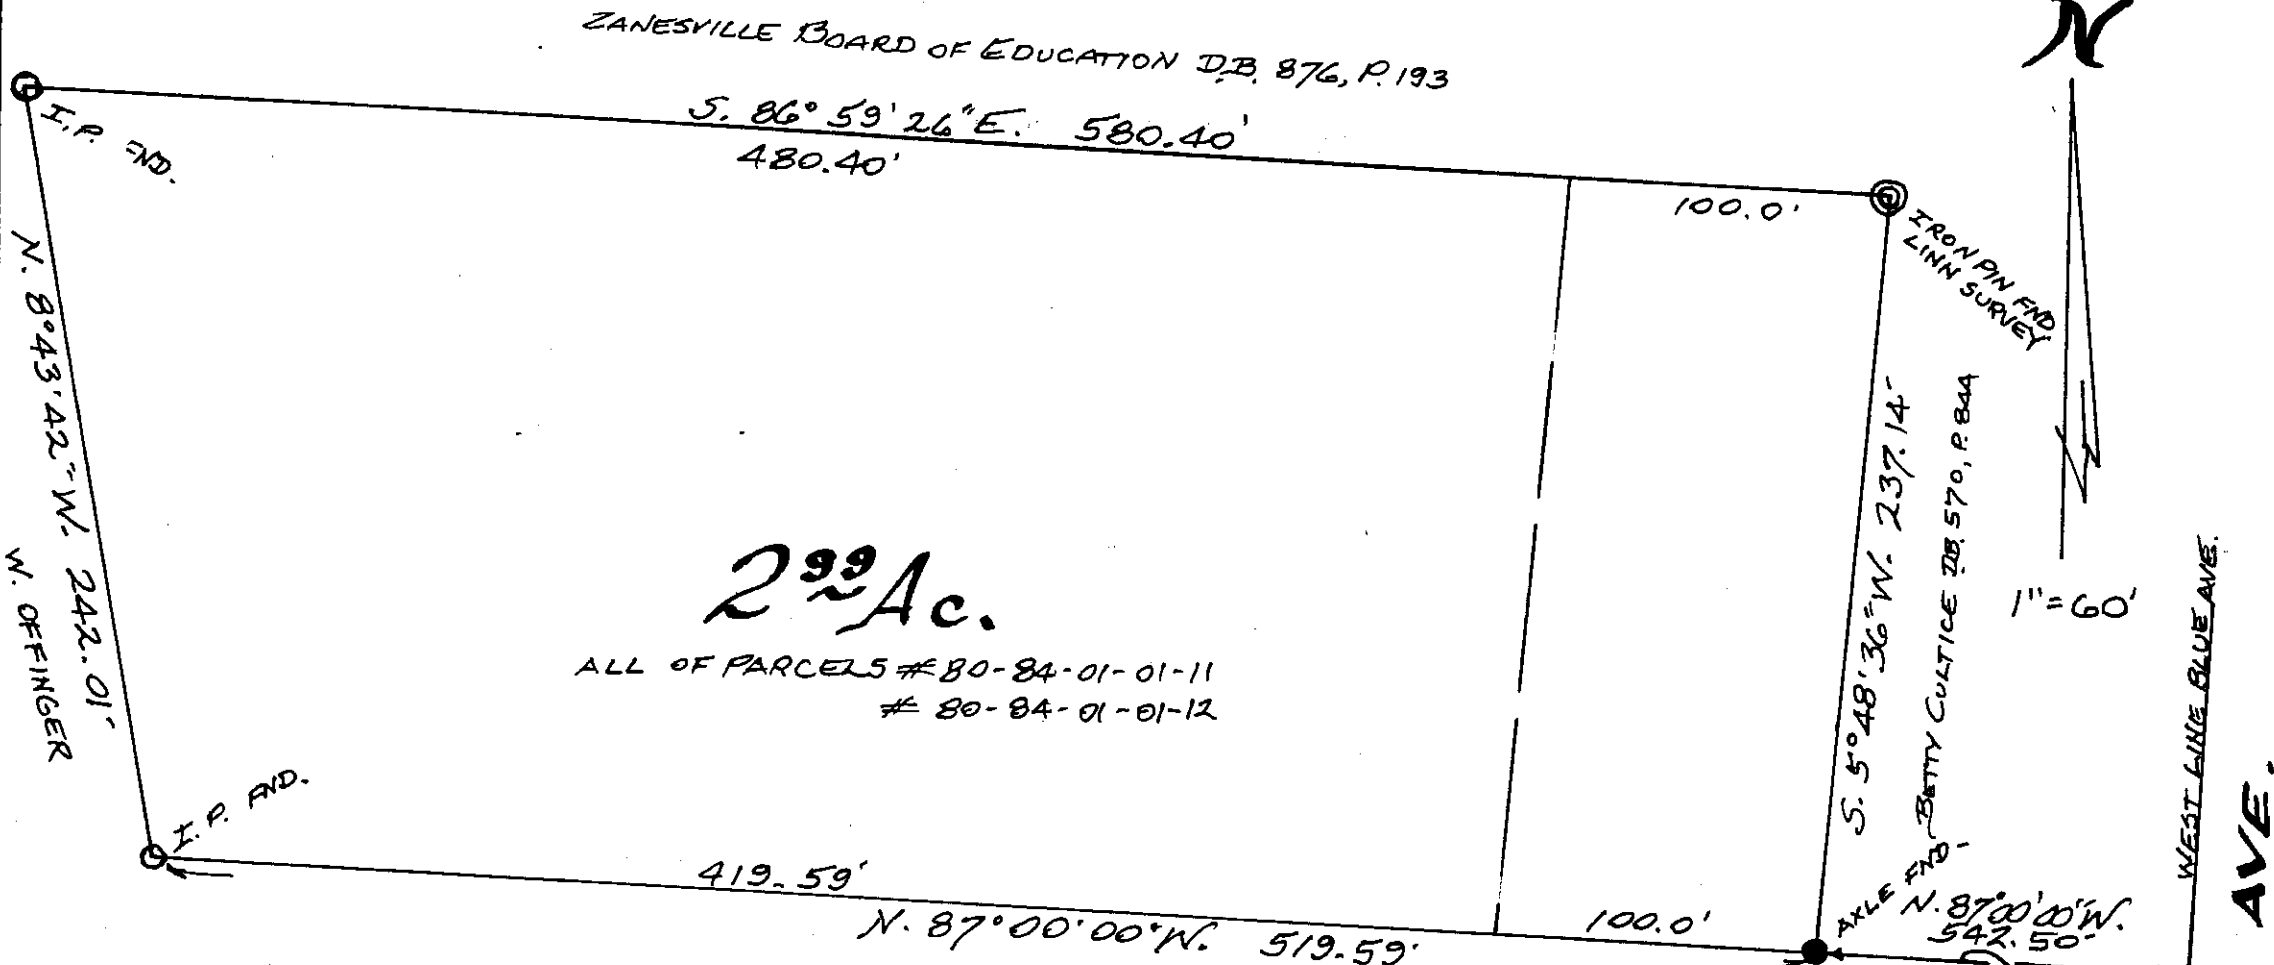 N
ZANESVILLE BOARD OF EDUCATION D.B. 876, P. 193
S. 86° 59' 26" E. 580.40'
480.40'
100.0'
I.P. FND.
IRON PIN FND
LINN SURVEY
N. 8°43'42" W. 242.01'
W. OFFINGER
S. 5°48'36" W. 237.14'
BETTY CULTICE D.B. 570, P. 844
1"=60'
WEST LINE BLUE AVE.
AVE.
2.99 Ac.
ALL OF PARCELS # 80-84-01-01-11
# 80-84-01-01-12
I.P. FND.
419.59'
100.0'
N. 87°00'00" W. 519.59'
AXLE FND.
N. 87°00'00" W.
542.50'